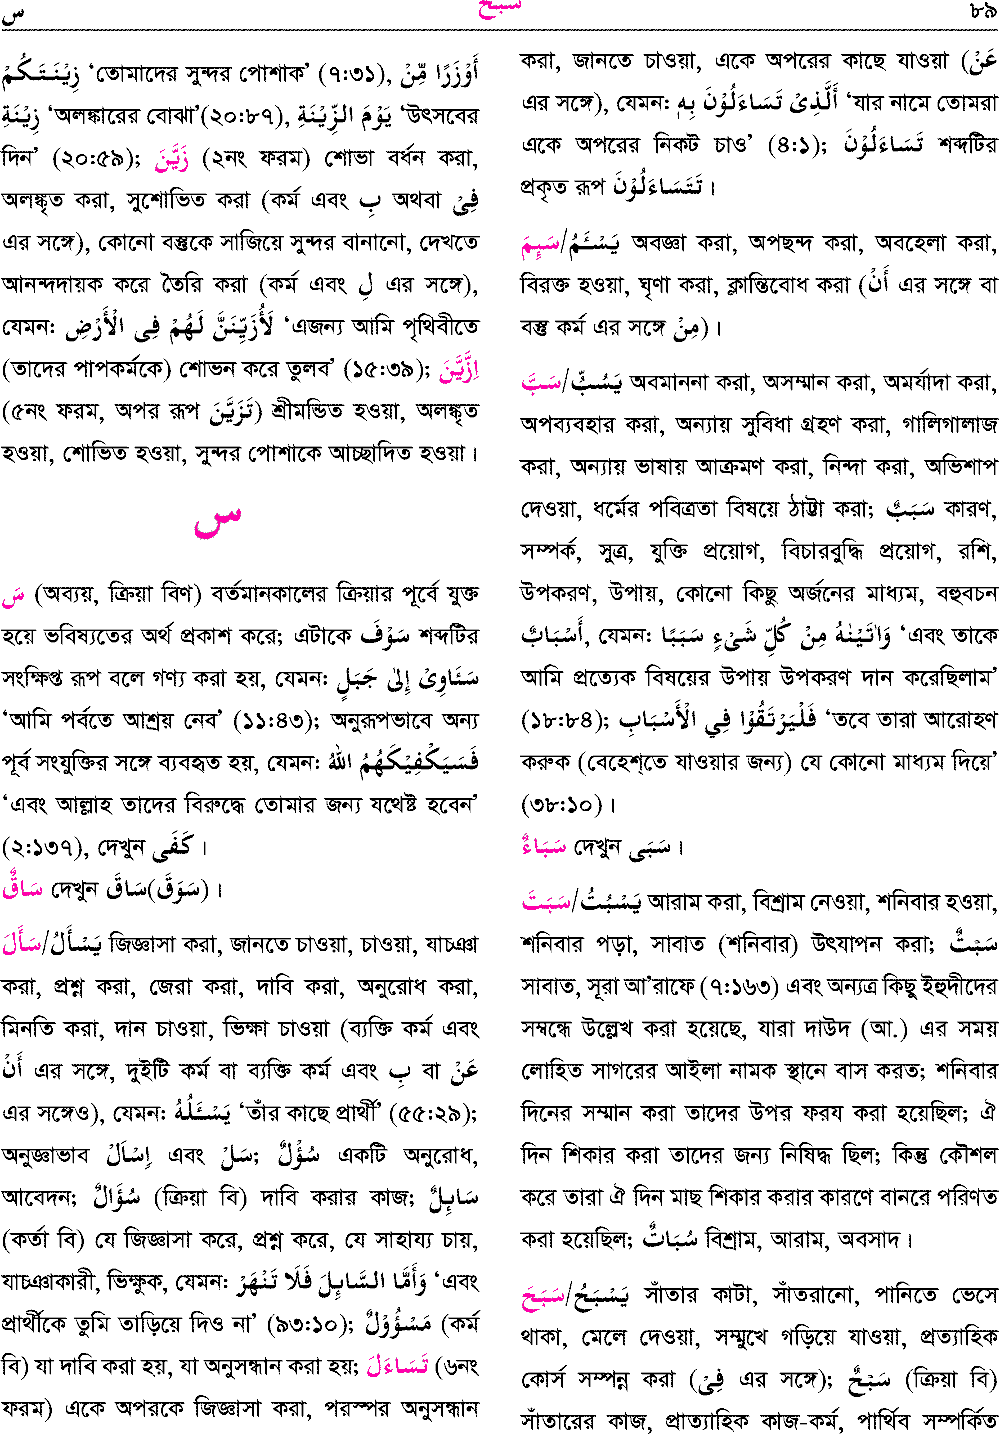 س سبح ৮৯
زِيْنَتَكُمْ ‘তোমাদের সুন্দর পোশাক’ (৭:৩১), أَوْزَرًا مِّنْ
زِيْنَةِ ‘অলঙ্কারের বোঝা’(২০:৮৭), يَوْمَ الزِّيْنَةِ ‘উৎসবের
দিন’ (২০:৫৯); زَيَّنَ (২নং ফরম) শোভা বর্ধন করা,
অলঙ্কৃত করা, সুশোভিত করা (কর্ম এবং بِ অথবা فِيْ
এর সঙ্গে), কোনো বস্তুকে সাজিয়ে সুন্দর বানানো, দেখতে
আনন্দদায়ক করে তৈরি করা (কর্ম এবং لِ এর সঙ্গে),
যেমন: لَأُزَيِّنَنَّ لَهُمْ فِى الْأَرْضِ ‘এজন্য আমি পৃথিবীতে
(তাদের পাপকর্মকে) শোভন করে তুলব’ (১৫:৩৯); اِزَّيَّنَ
(৫নং ফরম, অপর রূপ تَزَيَّنَ) শ্রীমন্ডিত হওয়া, অলঙ্কৃত
হওয়া, শোভিত হওয়া, সুন্দর পোশাকে আচ্ছাদিত হওয়া।
س
سَ (অব্যয়, ক্রিয়া বিণ) বর্তমানকালের ক্রিয়ার পূর্বে যুক্ত
হয়ে ভবিষ্যতের অর্থ প্রকাশ করে; এটাকে سَوْفَ শব্দটির
সংক্ষিপ্ত রূপ বলে গণ্য করা হয়, যেমন: سَـَٔاوِىْ إِلىٰ جَبَلٍ
‘আমি পর্বতে আশ্রয় নেব’ (১১:৪৩); অনুরূপভাবে অন্য
পূর্ব সংযুক্তির সঙ্গে ব্যবহৃত হয়, যেমন: فَسَيَكْفِيْكَهُمُ اللّٰهُ
‘এবং আল্লাহ তাদের বিরুদ্ধে তোমার জন্য যথেষ্ট হবেন’
(২:১৩৭), দেখুন كَفَى ।
سَاقٌ দেখুন سَاقَ(سَوَقَ) ।
سَأَلَ/يَسْأَلُ জিজ্ঞাসা করা, জানতে চাওয়া, চাওয়া, যাচ্ঞা
করা, প্রশ্ন করা, জেরা করা, দাবি করা, অনুরোধ করা,
মিনতি করা, দান চাওয়া, ভিক্ষা চাওয়া (ব্যক্তি কর্ম এবং
أَنْ এর সঙ্গে, দুইটি কর্ম বা ব্যক্তি কর্ম এবং بِ বা عَنْ
এর সঙ্গেও), যেমন: يَسْـَٔلُهُ ‘তাঁর কাছে প্রার্থী’ (৫৫:২৯);
অনুজ্ঞাভাব اِسْاَلْ এবং سَلْ; سُؤْلٌ একটি অনুরোধ,
আবেদন; سُؤَالٌ (ক্রিয়া বি) দাবি করার কাজ; سَايِٕلٌ
(কর্তা বি) যে জিজ্ঞাসা করে, প্রশ্ন করে, যে সাহায্য চায়,
যাচ্ঞাকারী, ভিক্ষুক, যেমন: وَأَمَّا السَّايِٕلَ فَلَا تَنْهَرْ ‘এবং
প্রার্থীকে তুমি তাড়িয়ে দিও না’ (৯৩:১০); مَسْؤُوْلٌ (কর্ম
বি) যা দাবি করা হয়, যা অনুসন্ধান করা হয়; تَسَاءَلَ (৬নং
ফরম) একে অপরকে জিজ্ঞাসা করা, পরস্পর অনুসন্ধান
করা, জানতে চাওয়া, একে অপরের কাছে যাওয়া (عَنْ
এর সঙ্গে), যেমন: أَلَّذِىْ تَسَاءَلُوْنَ بِهِ ‘যার নামে তোমরা
একে অপরের নিকট চাও’ (৪:১); تَسَاءَلُوْنَ শব্দটির
প্রকৃত রূপ تَتَسَاءَلُوْنَ ।
سَيِٕمَ/يَسْـَٔمُ অবজ্ঞা করা, অপছন্দ করা, অবহেলা করা,
বিরক্ত হওয়া, ঘৃণা করা, ক্লান্তিবোধ করা (أَنْ এর সঙ্গে বা
বস্তু কর্ম এর সঙ্গে مِنْ)।
سَبَّ/يَسُبُّ অবমাননা করা, অসম্মান করা, অমর্যাদা করা,
অপব্যবহার করা, অন্যায় সুবিধা গ্রহণ করা, গালিগালাজ
করা, অন্যায় ভাষায় আক্রমণ করা, নিন্দা করা, অভিশাপ
দেওয়া, ধর্মের পবিত্রতা বিষয়ে ঠাট্টা করা; سَبَبٌ কারণ,
সম্পর্ক, সুত্র, যুক্তি প্রয়োগ, বিচারবুদ্ধি প্রয়োগ, রশি,
উপকরণ, উপায়, কোনো কিছু অর্জনের মাধ্যম, বহুবচন
أَسْبَابٌ, যেমন: وَاٰتَيْنٰهُ مِنْ كُلِّ شَىْءٍ سَبَبًا ‘এবং তাকে
আমি প্রত্যেক বিষয়ের উপায় উপকরণ দান করেছিলাম’
(১৮:৮৪); فَلْيَرْتَقُوْا فِي الْأَسْبَابِ ‘তবে তারা আরোহণ
করুক (বেহেশ্‌তে যাওয়ার জন্য) যে কোনো মাধ্যম দিয়ে’
(৩৮:১০)।
سَبَاءٌ দেখুন سَبَى ।
سَبَتَ/يَسْبُتُ আরাম করা, বিশ্রাম নেওয়া, শনিবার হওয়া,
শনিবার পড়া, সাবাত (শনিবার) উৎযাপন করা; سَبْتٌ
সাবাত, সূরা আ’রাফে (৭:১৬৩) এবং অন্যত্র কিছু ইহুদীদের
সম্বন্ধে উল্লেখ করা হয়েছে, যারা দাউদ (আ.) এর সময়
লোহিত সাগরের আইলা নামক স্থানে বাস করত; শনিবার
দিনের সম্মান করা তাদের উপর ফরয করা হয়েছিল; ঐ
দিন শিকার করা তাদের জন্য নিষিদ্ধ ছিল; কিন্তু কৌশল
করে তারা ঐ দিন মাছ শিকার করার কারণে বানরে পরিণত
করা হয়েছিল; سُبَاتٌ বিশ্রাম, আরাম, অবসাদ।
سَبَحَ/يَسْبَحُ সাঁতার কাটা, সাঁতরানো, পানিতে ভেসে
থাকা, মেলে দেওয়া, সম্মুখে গড়িয়ে যাওয়া, প্রত্যাহিক
কোর্স সম্পন্ন করা (فِىْ এর সঙ্গে); سَبْحٌ (ক্রিয়া বি)
সাঁতারের কাজ, প্রাত্যাহিক কাজ-কর্ম, পার্থিব সম্পর্কিত